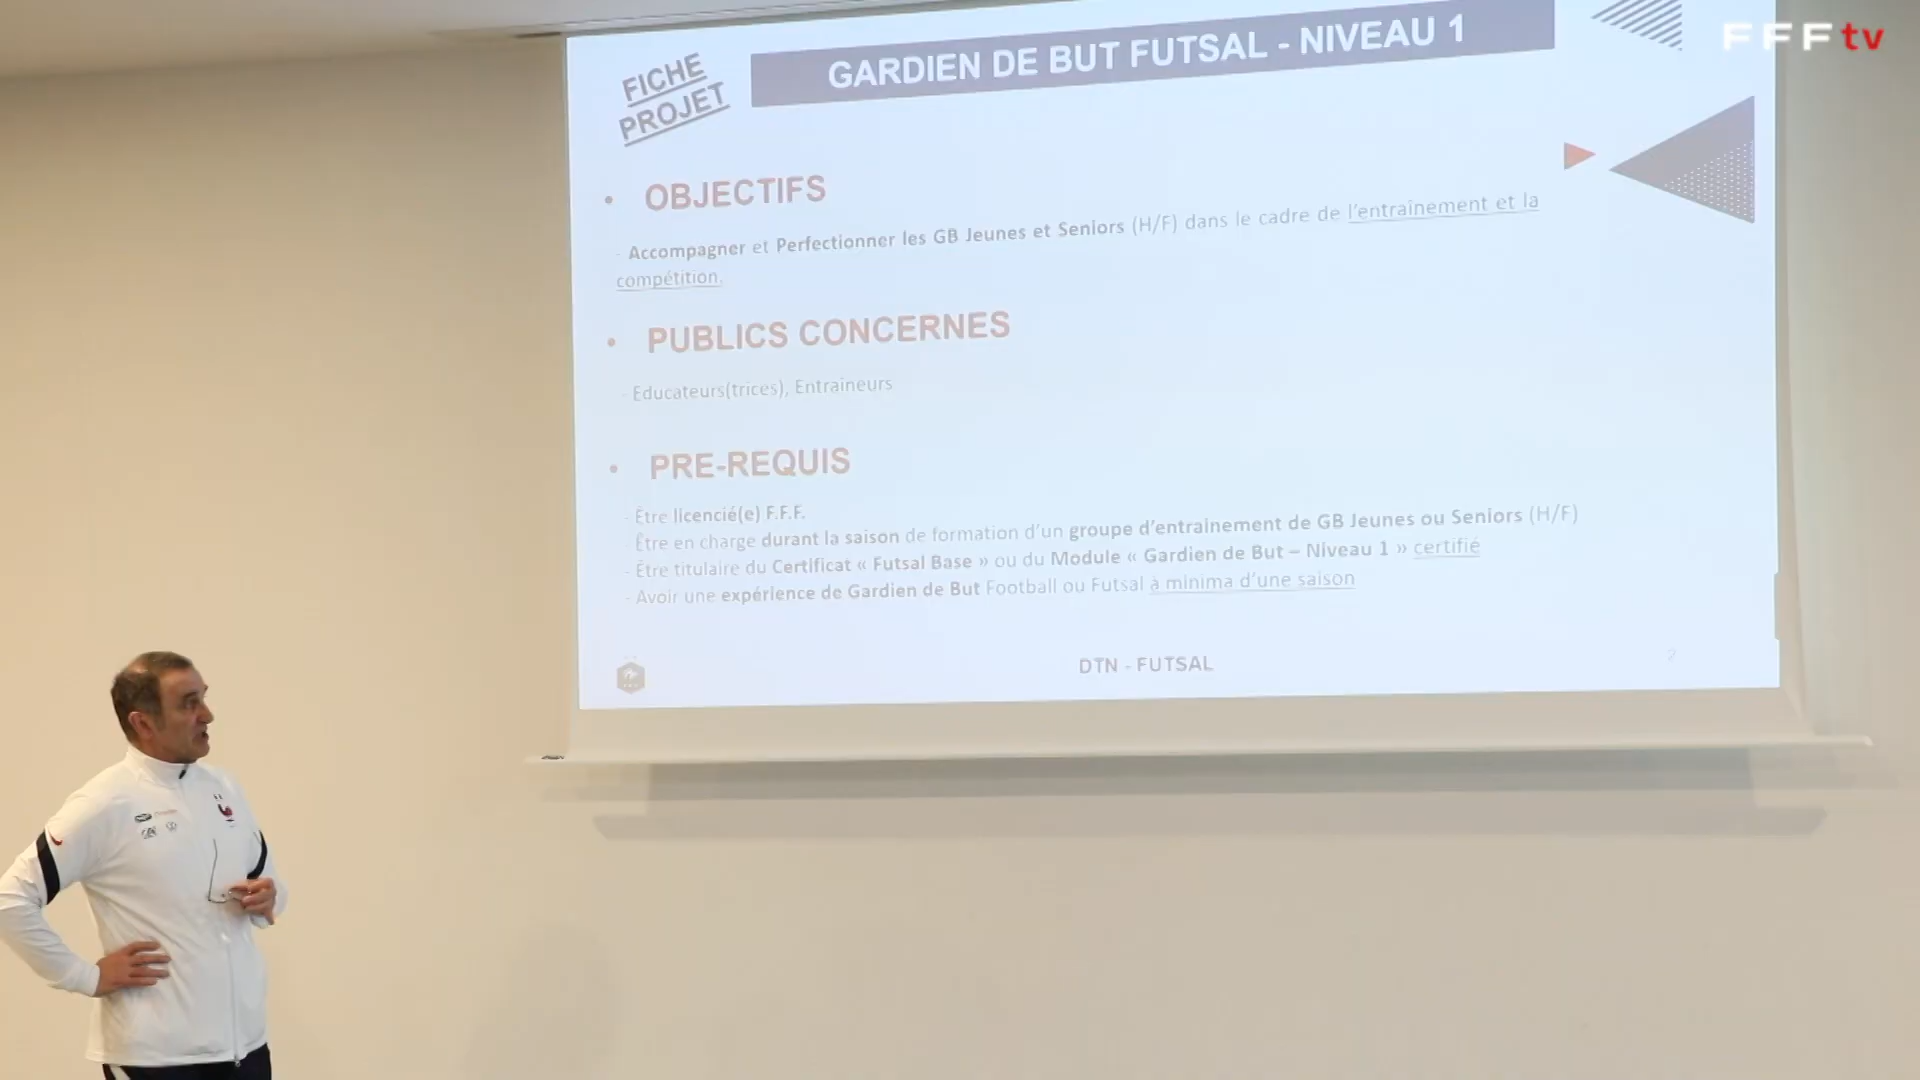 FFFtv
FICHE
PROJET
GARDIEN DE BUT FUTSAL - NIVEAU 1
• OBJECTIFS
- Accompagner et Perfectionner les GB Jeunes et Seniors (H/F) dans le cadre de l'entraînement et la
compétition.
• PUBLICS CONCERNES
- Educateurs(trices), Entraineurs
• PRE-REQUIS
- Être licencié(e) F.F.F.
Être en charge durant la saison de formation d'un groupe d'entrainement de GB Jeunes ou Seniors (H/F)
- Être titulaire du Certificat « Futsal Base » ou du Module « Gardien de But – Niveau 1 » certifié
- Avoir une expérience de Gardien de But Football ou Futsal à minima d'une saison
DTN - FUTSAL
2